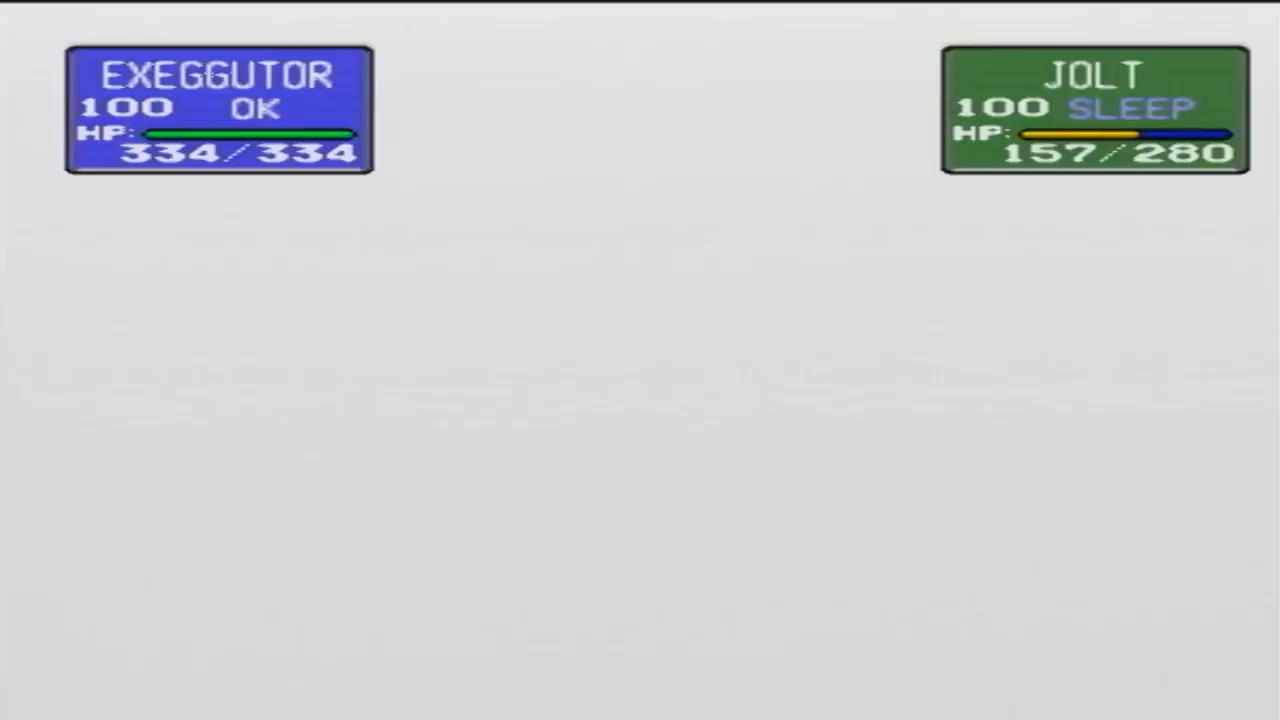 EXEGGUTOR
100 OK
HP:
334/334
JOLT
100 SLEEP
HP:
157/280